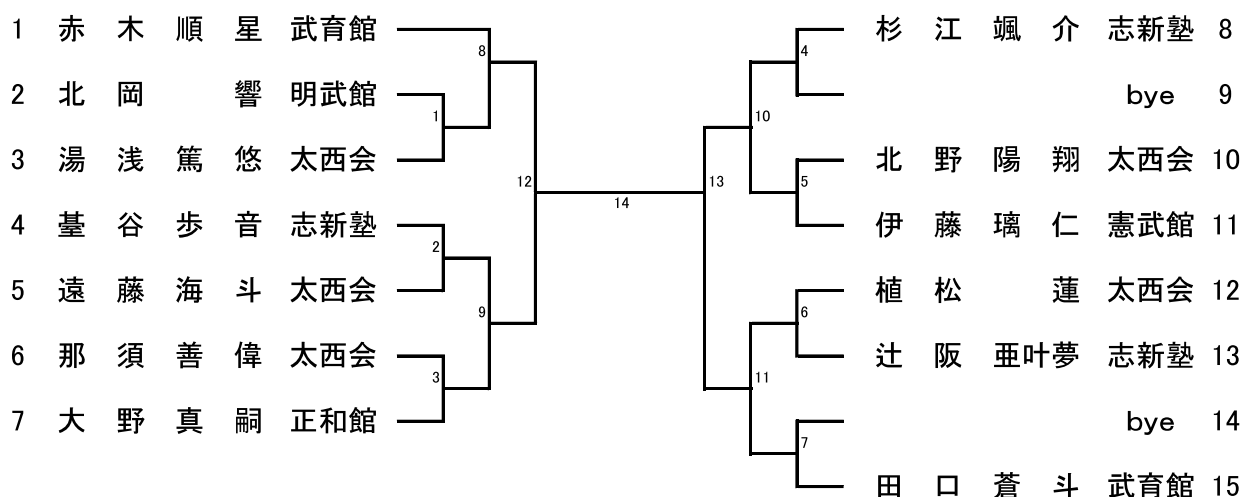 1 赤木順星 武育館
2 北岡響 明武館
3 湯浅篤悠 太西会
4 基谷歩音 志新塾
5 遠藤海斗 太西会
6 那須善偉 太西会
7 大野真嗣 正和館
8
1
12
2
9
3
14
杉江颯介 志新塾 8
bye 9
北野陽翔 太西会 10
伊藤璃仁 憲武館 11
植松蓮 太西会 12
辻阪亜叶夢 志新塾 13
bye 14
田口蒼斗 武育館 15
4
10
5
13
6
11
7